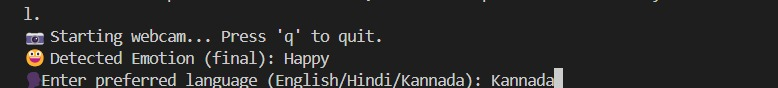 l.
📷 Starting webcam... Press 'q' to quit.
😀 Detected Emotion (final): Happy
🗣Enter preferred language (English/Hindi/Kannada): Kannada